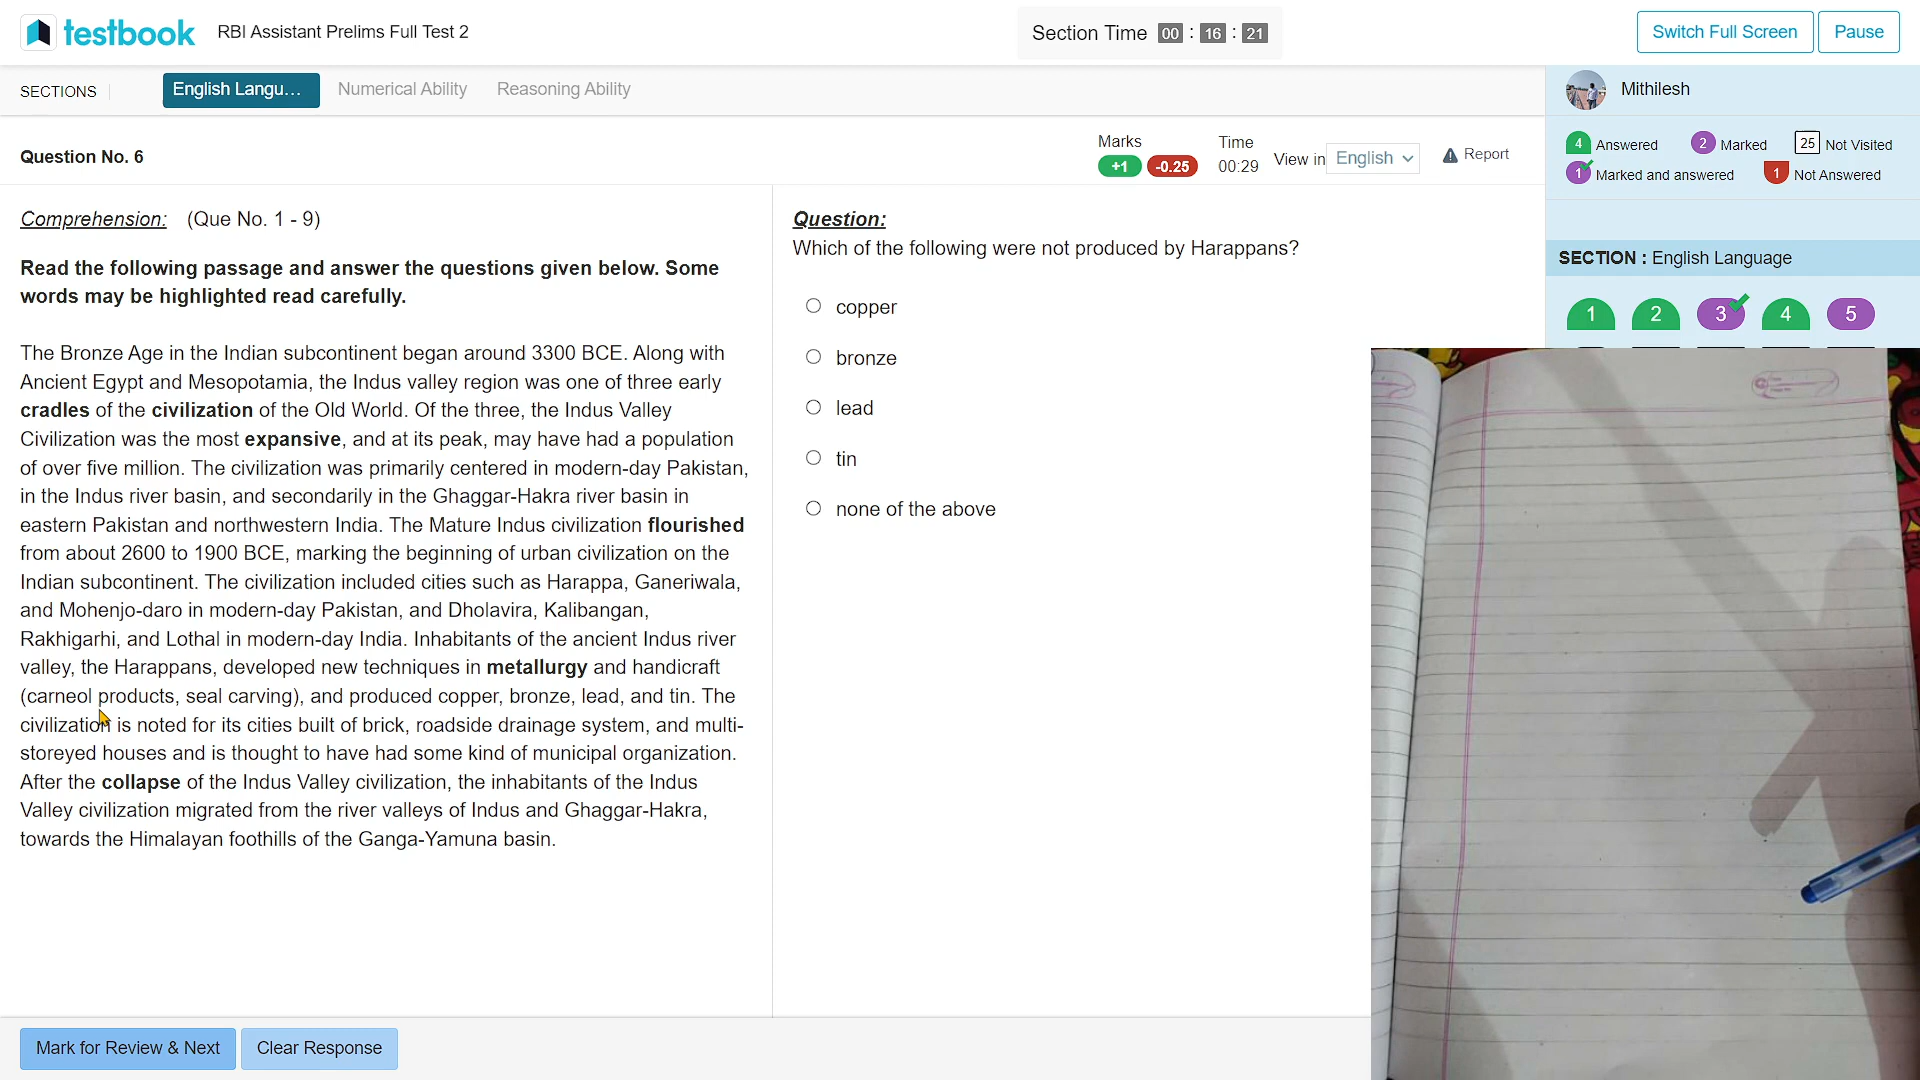 testbook
RBI Assistant Prelims Full Test 2
Section Time 00 : 16 : 21
Switch Full Screen
Pause
SECTIONS
English Langu...
Numerical Ability
Reasoning Ability
Mithilesh
Question No. 6
Marks
+1 -0.25
Time
00:29
View in English
Report
4 Answered
2 Marked
25 Not Visited
1 Marked and answered
1 Not Answered
SECTION : English Language
1 2 3 4 5
Comprehension: (Que No. 1 - 9)
Read the following passage and answer the questions given below. Some
words may be highlighted read carefully.
The Bronze Age in the Indian subcontinent began around 3300 BCE. Along with
Ancient Egypt and Mesopotamia, the Indus valley region was one of three early
cradles of the civilization of the Old World. Of the three, the Indus Valley
Civilization was the most expansive, and at its peak, may have had a population
of over five million. The civilization was primarily centered in modern-day Pakistan,
in the Indus river basin, and secondarily in the Ghaggar-Hakra river basin in
eastern Pakistan and northwestern India. The Mature Indus civilization flourished
from about 2600 to 1900 BCE, marking the beginning of urban civilization on the
Indian subcontinent. The civilization included cities such as Harappa, Ganeriwala,
and Mohenjo-daro in modern-day Pakistan, and Dholavira, Kalibangan,
Rakhigarhi, and Lothal in modern-day India. Inhabitants of the ancient Indus river
valley, the Harappans, developed new techniques in metallurgy and handicraft
(carneol products, seal carving), and produced copper, bronze, lead, and tin. The
civilization is noted for its cities built of brick, roadside drainage system, and multi-
storeyed houses and is thought to have had some kind of municipal organization.
After the collapse of the Indus Valley civilization, the inhabitants of the Indus
Valley civilization migrated from the river valleys of Indus and Ghaggar-Hakra,
towards the Himalayan foothills of the Ganga-Yamuna basin.
Question:
Which of the following were not produced by Harappans?
copper
bronze
lead
tin
none of the above
Mark for Review & Next
Clear Response